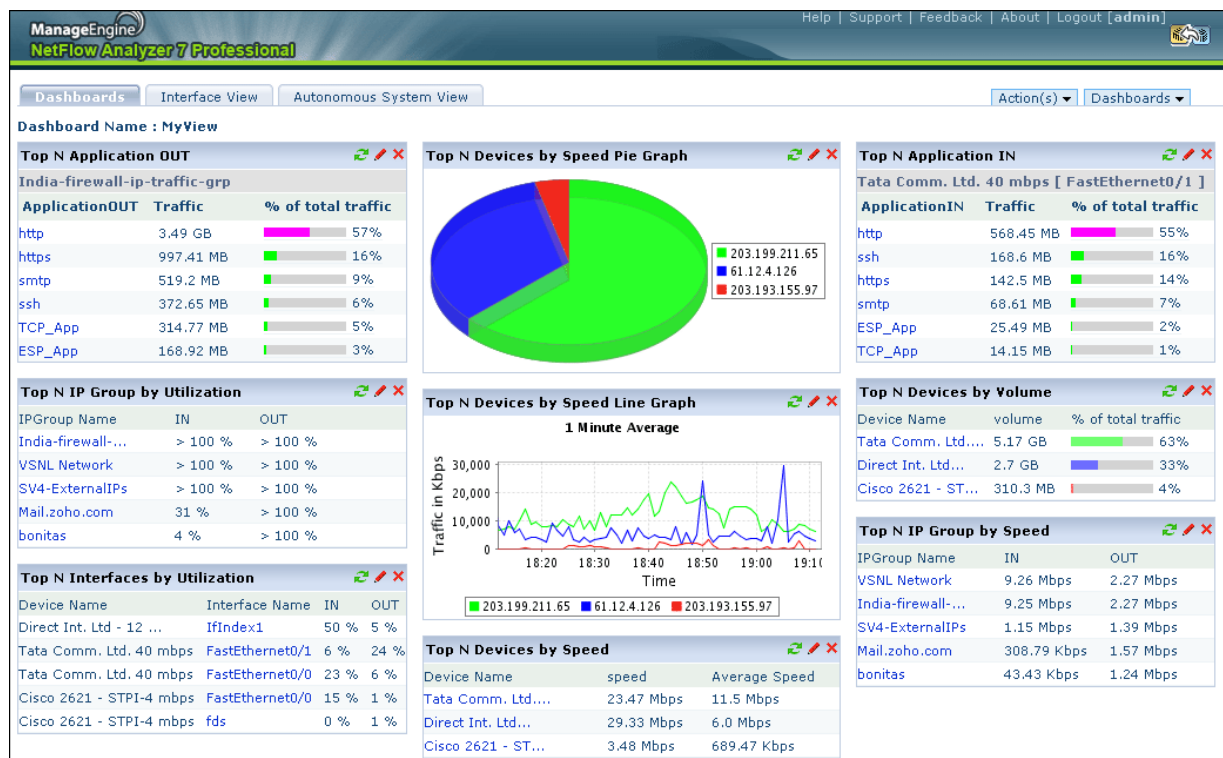 Help | Support | Feedback | About | Logout [admin]
ManageEngine
NetFlow Analyzer 7 Professional
Dashboards
Interface View
Autonomous System View
Action(s)
Dashboards
Dashboard Name : MyView
Top N Application OUT
India-firewall-ip-traffic-grp
ApplicationOUT Traffic % of total traffic
http 3.49 GB 57%
https 997.41 MB 16%
smtp 519.2 MB 9%
ssh 372.65 MB 6%
TCP_App 314.77 MB 5%
ESP_App 168.92 MB 3%
Top N IP Group by Utilization
IPGroup Name IN OUT
India-firewall-... > 100 % > 100 %
VSNL Network > 100 % > 100 %
SV4-ExternalIPs > 100 % > 100 %
Mail.zoho.com 31 % > 100 %
bonitas 4 % > 100 %
Top N Interfaces by Utilization
Device Name Interface Name IN OUT
Direct Int. Ltd - 12 ... IfIndex1 50 % 5 %
Tata Comm. Ltd. 40 mbps FastEthernet0/1 6 % 24 %
Tata Comm. Ltd. 40 mbps FastEthernet0/0 23 % 6 %
Cisco 2621 - STPI-4 mbps FastEthernet0/0 15 % 1 %
Cisco 2621 - STPI-4 mbps fds 0 % 1 %
Top N Devices by Speed Pie Graph
203.199.211.65
61.12.4.126
203.193.155.97
Top N Devices by Speed Line Graph
1 Minute Average
Traffic in Kbps
30,000
20,000
10,000
0
18:20 18:30 18:40 18:50 19:00 19:10
Time
203.199.211.65 61.12.4.126 203.193.155.97
Top N Devices by Speed
Device Name speed Average Speed
Tata Comm. Ltd.... 23.47 Mbps 11.5 Mbps
Direct Int. Ltd... 29.33 Mbps 6.0 Mbps
Cisco 2621 - ST... 3.48 Mbps 689.47 Kbps
Top N Application IN
Tata Comm. Ltd. 40 mbps [ FastEthernet0/1 ]
ApplicationIN Traffic % of total traffic
http 568.45 MB 55%
ssh 168.6 MB 16%
https 142.5 MB 14%
smtp 68.61 MB 7%
ESP_App 25.49 MB 2%
TCP_App 14.15 MB 1%
Top N Devices by Volume
Device Name volume % of total traffic
Tata Comm. Ltd.... 5.17 GB 63%
Direct Int. Ltd... 2.7 GB 33%
Cisco 2621 - ST... 310.3 MB 4%
Top N IP Group by Speed
IPGroup Name IN OUT
VSNL Network 9.26 Mbps 2.27 Mbps
India-firewall-... 9.25 Mbps 2.27 Mbps
SV4-ExternalIPs 1.15 Mbps 1.39 Mbps
Mail.zoho.com 308.79 Kbps 1.57 Mbps
bonitas 43.43 Kbps 1.24 Mbps